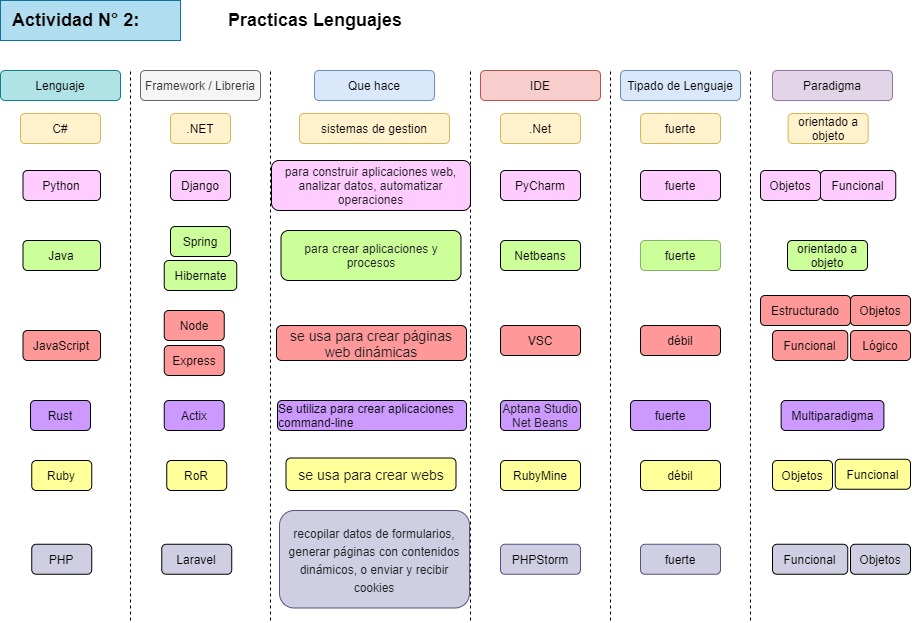 Actividad N° 2:
Practicas Lenguajes
Lenguaje
Framework / Libreria
Que hace
IDE
Tipado de Lenguaje
Paradigma
C#
.NET
sistemas de gestion
.Net
fuerte
orientado a
objeto
Python
Django
para construir aplicaciones web,
analizar datos, automatizar
operaciones
PyCharm
fuerte
Objetos
Funcional
Java
Spring
Hibernate
para crear aplicaciones y
procesos
Netbeans
fuerte
orientado a
objeto
JavaScript
Node
Express
se usa para crear páginas
web dinámicas
VSC
débil
Estructurado
Objetos
Funcional
Lógico
Rust
Actix
Se utiliza para crear aplicaciones
command-line
Aptana Studio
Net Beans
fuerte
Multiparadigma
Ruby
RoR
se usa para crear webs
RubyMine
débil
Objetos
Funcional
PHP
Laravel
recopilar datos de formularios,
generar páginas con contenidos
dinámicos, o enviar y recibir
cookies
PHPStorm
fuerte
Funcional
Objetos